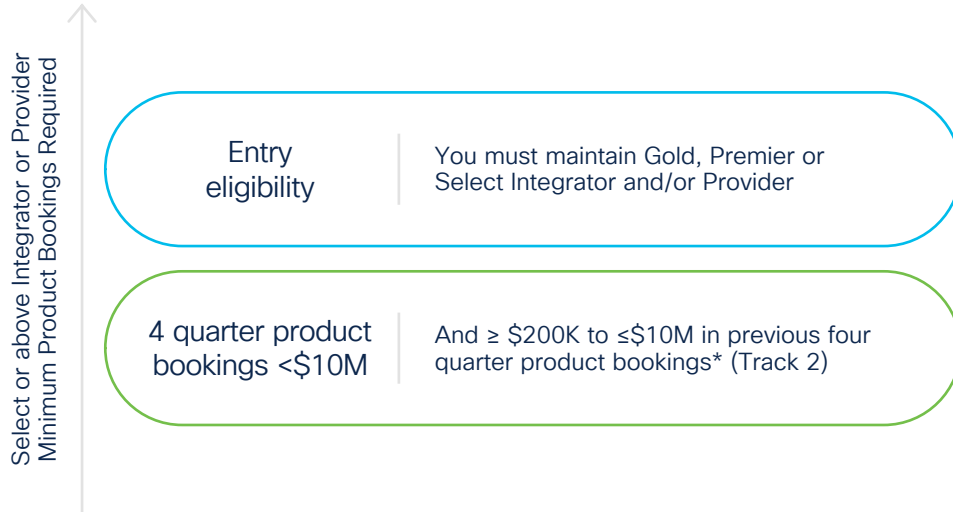 Select or above Integrator or Provider
Minimum Product Bookings Required
Entry
eligibility
You must maintain Gold, Premier or
Select Integrator and/or Provider
4 quarter product
bookings <$10M
And ≥ $200K to ≤$10M in previous four
quarter product bookings* (Track 2)